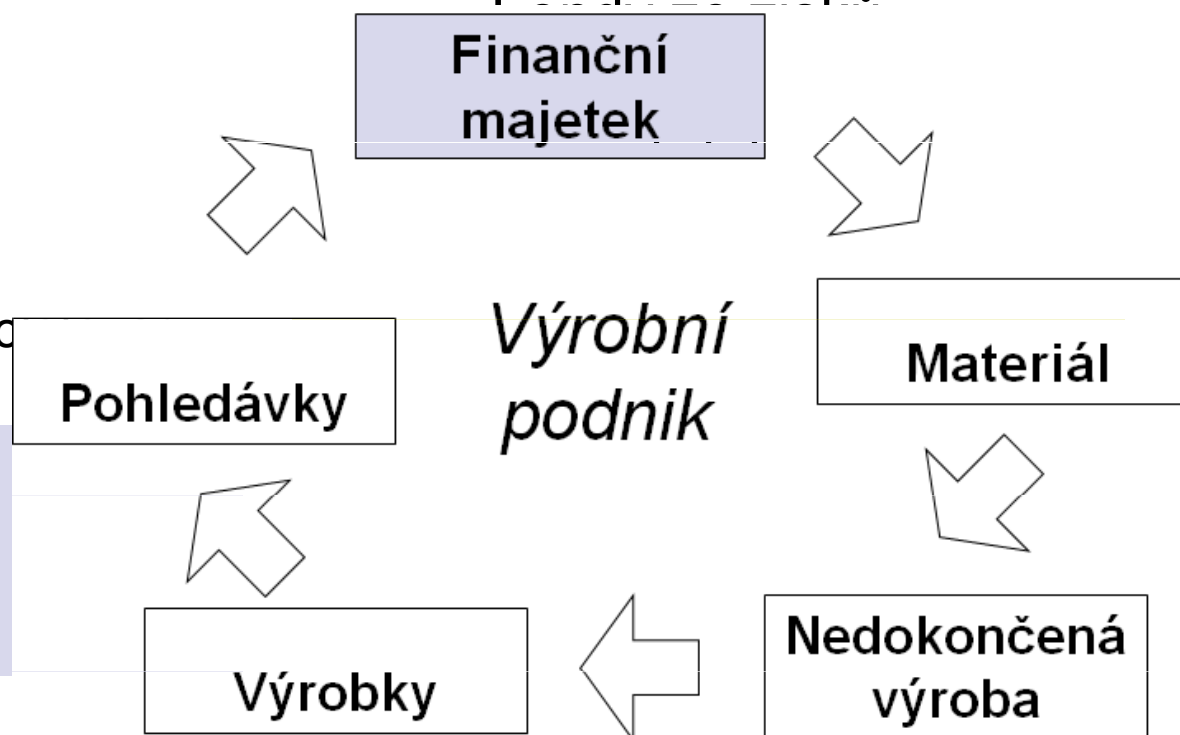 Finanční
majetek
Výrobní
podnik
Materiál
Pohledávky
Nedokončená
výroba
Výrobky